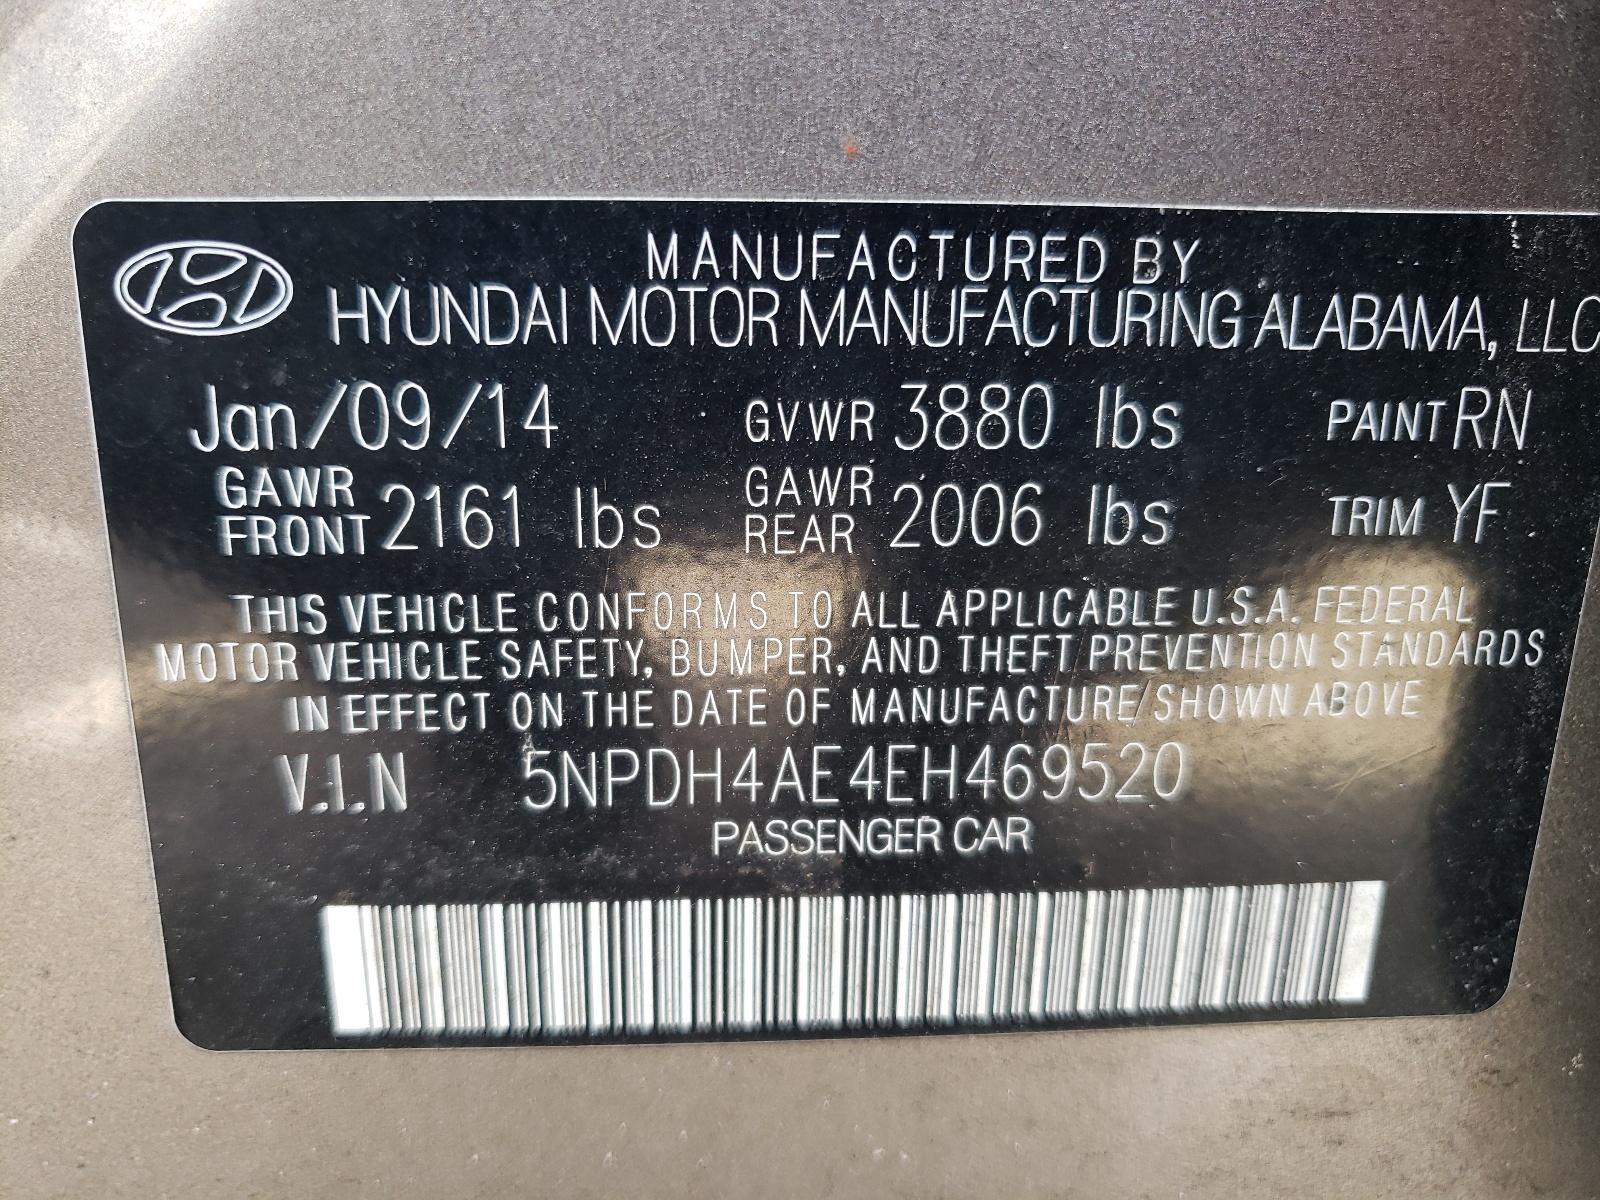 MANUFACTURED BY
HYUNDAI MOTOR MANUFACTURING ALABAMA, LLC
Jan/09/14 GVWR 3880 lbs PAINT RN
GAWR FRONT 2161 lbs GAWR REAR 2006 lbs TRIM YF
THIS VEHICLE CONFORMS TO ALL APPLICABLE U.S.A. FEDERAL
MOTOR VEHICLE SAFETY, BUMPER, AND THEFT PREVENTION STANDARDS
IN EFFECT ON THE DATE OF MANUFACTURE/SHOWN ABOVE
V.I.N 5NPDH4AE4EH469520
PASSENGER CAR